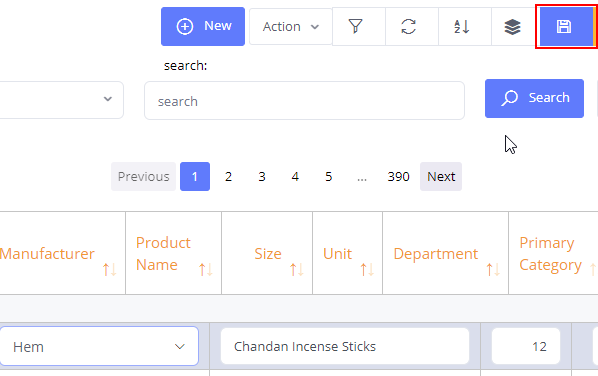 New Action A Z
search:
search Search
Previous 1 2 3 4 5 ... 390 Next
Manufacturer Product Name Size Unit Department Primary Category
Hem Chandan Incense Sticks 12